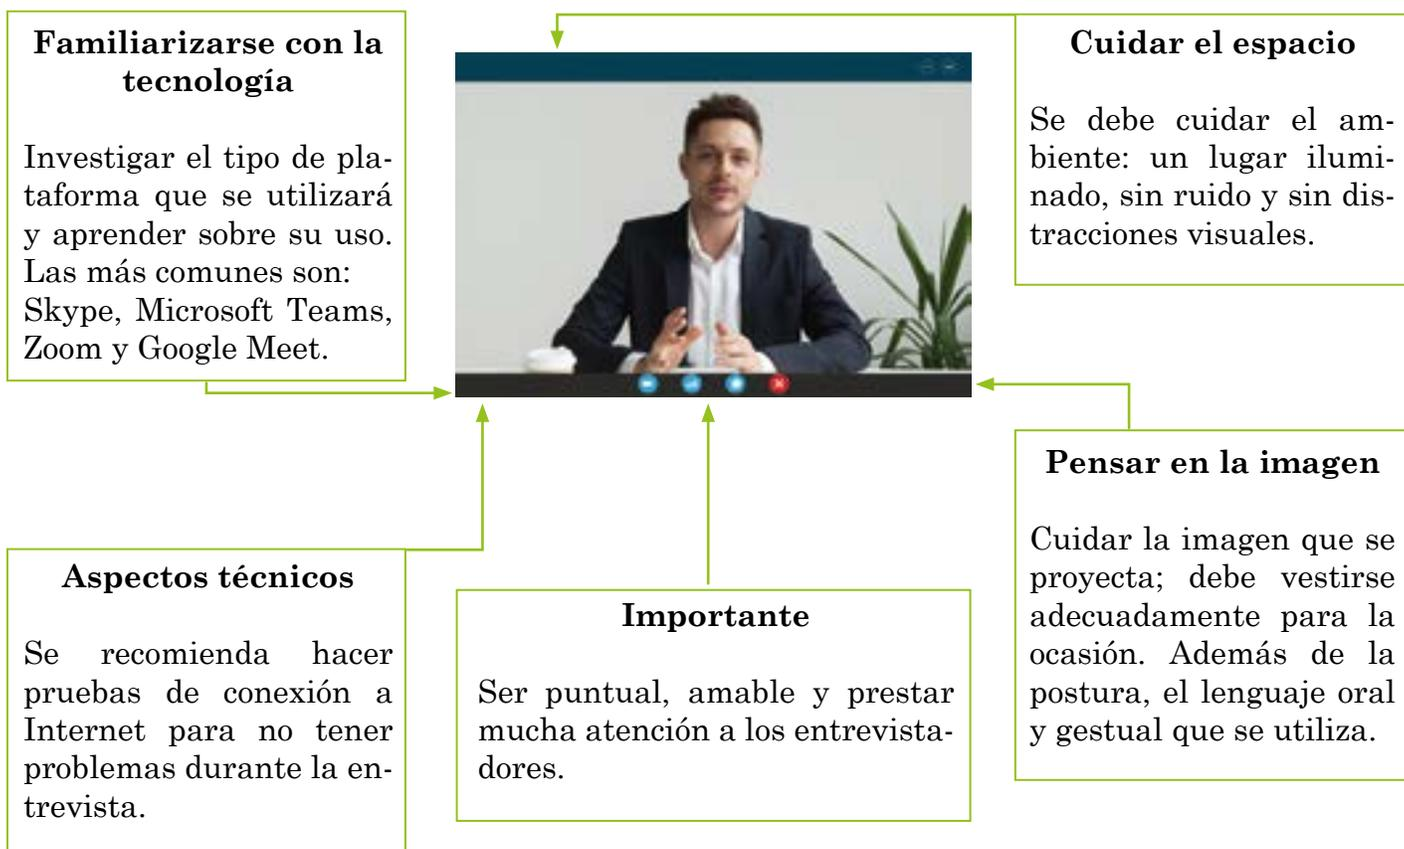 Familiarizarse con la
tecnología
Investigar el tipo de pla-
taforma que se utilizará
y aprender sobre su uso.
Las más comunes son:
Skype, Microsoft Teams,
Zoom y Google Meet.
Cuidar el espacio
Se debe cuidar el am-
biente: un lugar ilumi-
nado, sin ruido y sin dis-
tracciones visuales.
Aspectos técnicos
Se recomienda hacer
pruebas de conexión a
Internet para no tener
problemas durante la en-
trevista.
Importante
Ser puntual, amable y prestar
mucha atención a los entrevista-
dores.
Pensar en la imagen
Cuidar la imagen que se
proyecta; debe vestirse
adecuadamente para la
ocasión. Además de la
postura, el lenguaje oral
y gestual que se utiliza.